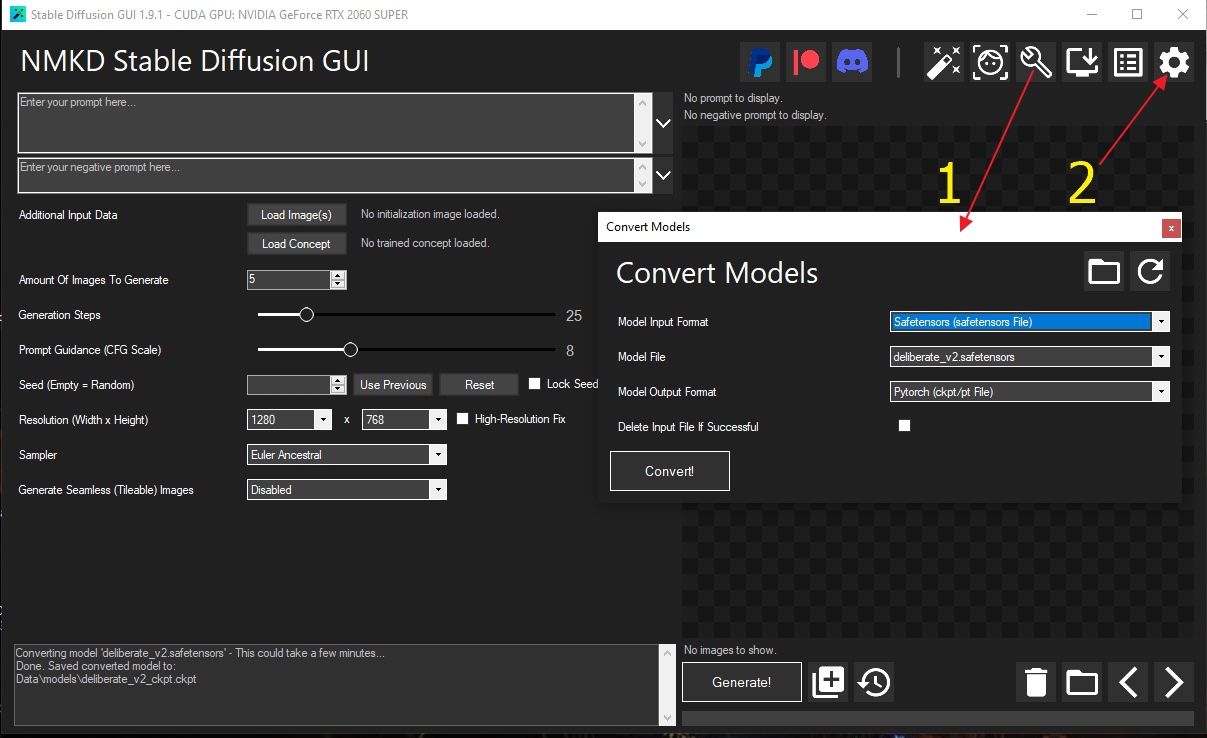 Stable Diffusion GUI 1.9.1 - CUDA GPU: NVIDIA GeForce RTX 2060 SUPER
NMKD Stable Diffusion GUI
Enter your prompt here...
No prompt to display.
No negative prompt to display.
Enter your negative prompt here...
1
2
Additional Input Data
Load Image(s)
No initialization image loaded.
Load Concept
No trained concept loaded.
Amount Of Images To Generate
5
Generation Steps
25
Prompt Guidance (CFG Scale)
8
Seed (Empty = Random)
Use Previous
Reset
Lock Seed
Resolution (Width x Height)
1280
x
768
High-Resolution Fix
Sampler
Euler Ancestral
Generate Seamless (Tileable) Images
Disabled
Convert Models
x
Convert Models
Model Input Format
Safetensors (safetensors File)
Model File
deliberate_v2.safetensors
Model Output Format
Pytorch (ckpt/pt File)
Delete Input File If Successful
Convert!
Converting model 'deliberate_v2.safetensors' - This could take a few minutes...
Done. Saved converted model to:
Data\models\deliberate_v2_ckpt.ckpt
No images to show.
Generate!